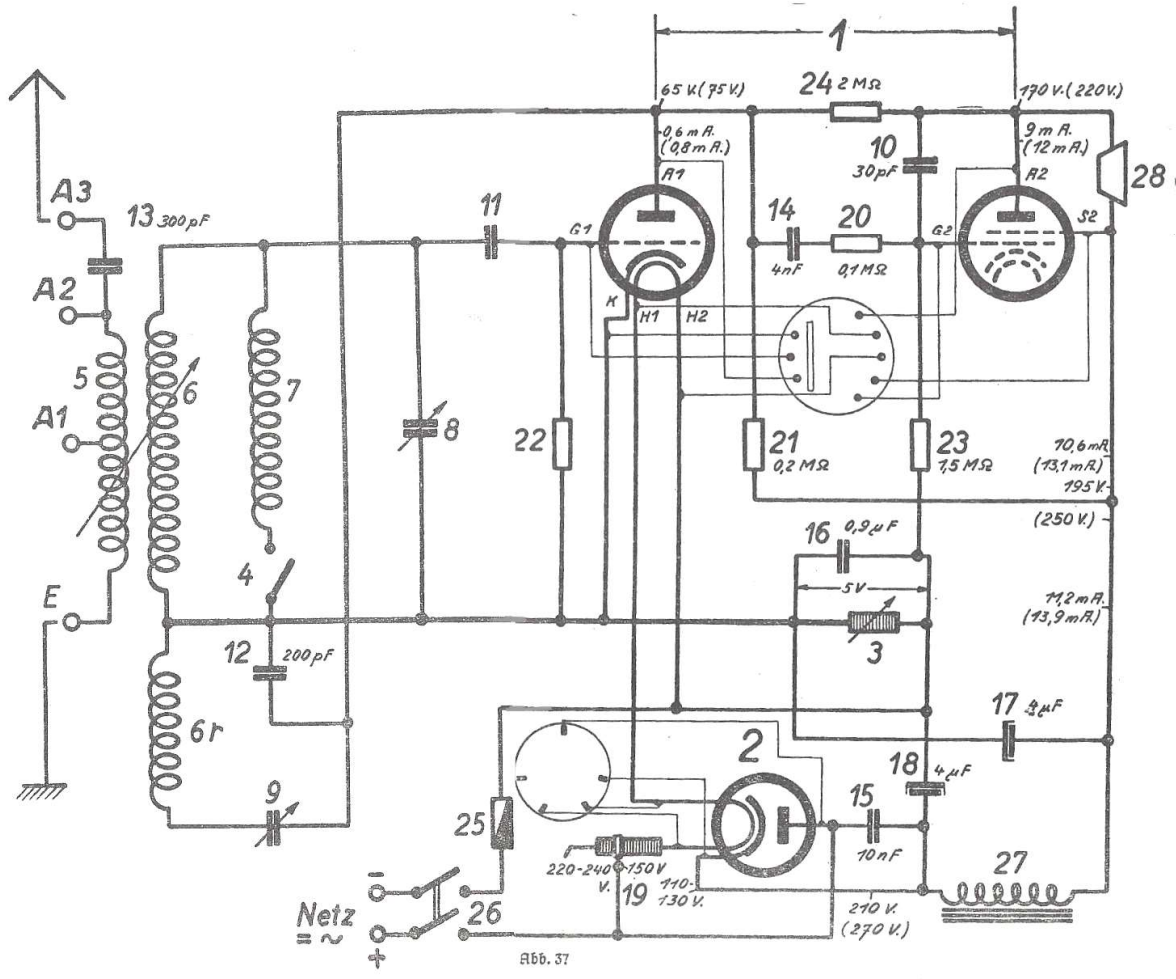 1
24 2 MΩ
65 V. (75 V.)
170 V. (220 V.)
0,6 mA.
(0,8 mA.)
9 mA.
(12 mA.)
10
30 pF
A1
A2
28
A3
13 300 pF
11
14
20
G1
G2
S2
4nF
0,1 MΩ
A2
K
H1
H2
5
6
7
A1
8
22
21
0,2 MΩ
23
1,5 MΩ
10,6 mA.
(13,1 mA.)
195 V.
(250 V.)
16
0,9 µF
4
5 V
E
11,2 mA.
(13,9 mA.)
12
200 pF
3
6r
17
4 µF
2
18
4 µF
9
25
15
10 nF
220-240
V.
150 V
19
110-
130 V.
27
26
210 V.
(270 V.)
-
Netz
= ~
+
Abb. 37